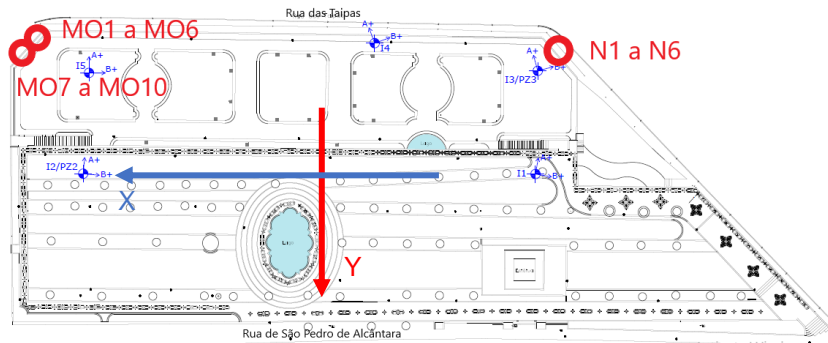 Rua das Taipas
MO1 a MO6
N1 a N6
A+
I4
B+
A+
I5
B+
A+
B+
I3/PZ3
MO7 a MO10
A+
I2/PZ2
B+
A+
I1
B+
X
Lago
Y
Rua de São Pedro de Alcântara